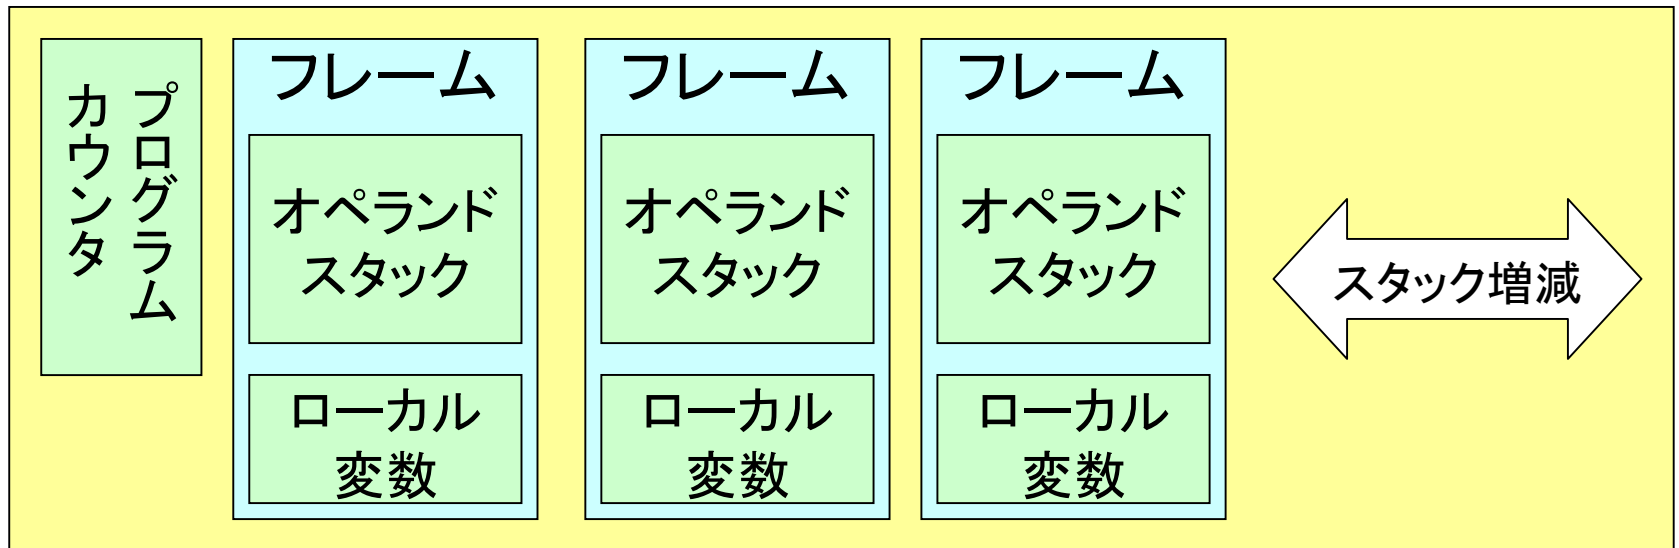 プログラム
カウンタ
フレーム
オペランド
スタック
ローカル
変数
フレーム
オペランド
スタック
ローカル
変数
フレーム
オペランド
スタック
ローカル
変数
スタック増減